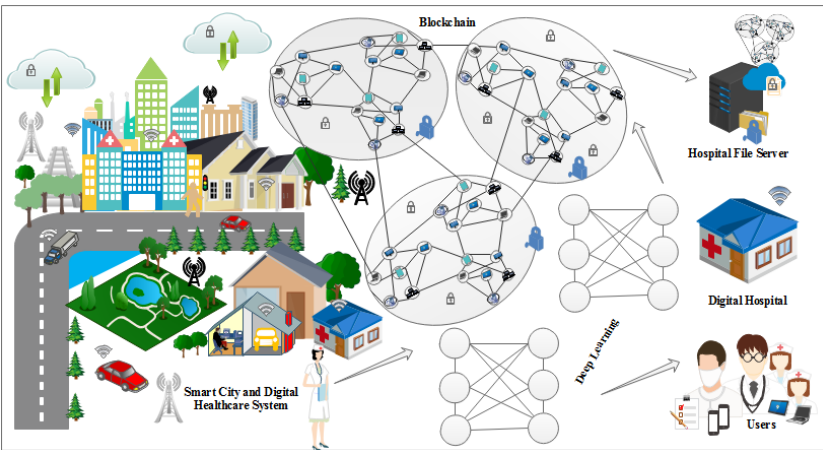 Blockchain
Hospital File Server
Digital Hospital
Deep Learning
Smart City and Digital
Healthcare System
Users